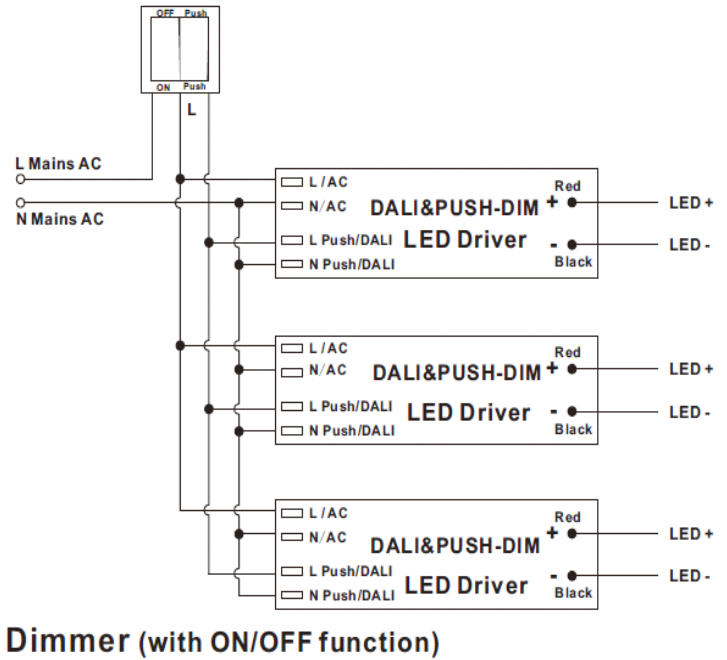 OFF Push
ON Push
L
L Mains AC
N Mains AC
L/AC
N/AC
L Push/DALI
N Push/DALI
DALI&PUSH-DIM
LED Driver
Red
+
-
Black
LED +
LED -
L/AC
N/AC
L Push/DALI
N Push/DALI
DALI&PUSH-DIM
LED Driver
Red
+
-
Black
LED +
LED -
L/AC
N/AC
L Push/DALI
N Push/DALI
DALI&PUSH-DIM
LED Driver
Red
+
-
Black
LED +
LED -
Dimmer (with ON/OFF function)